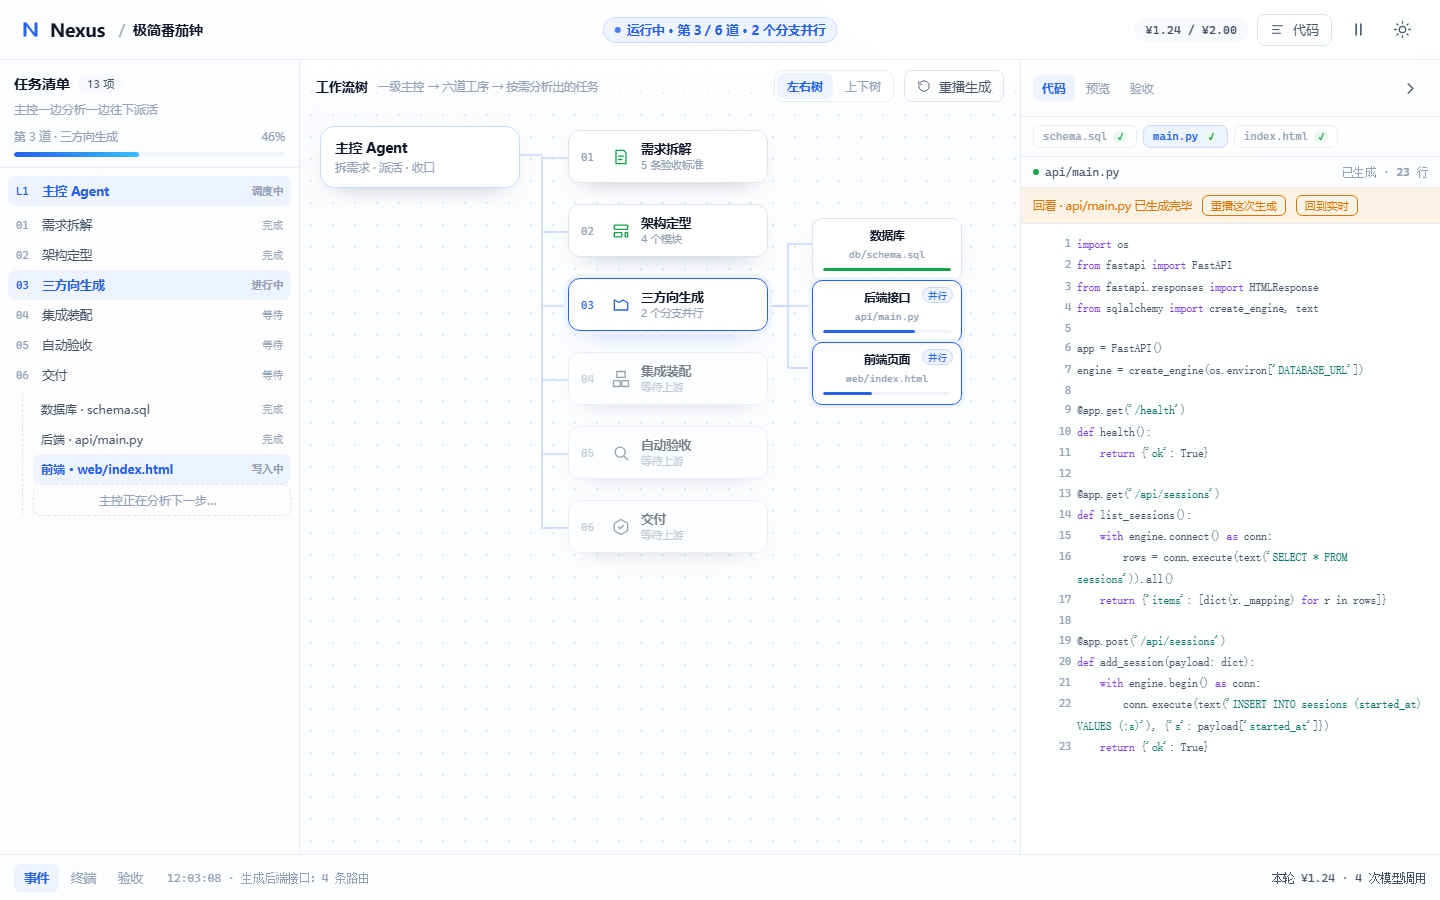 Nexus / 极简番茄钟
运行中 • 第 3 / 6 道 • 2 个分支并行
¥1.24 / ¥2.00
代码
任务清单 13 项
主控一边分析一边往下派活
第 3 道 · 三方向生成 46%
L1 主控 Agent 调度中
01 需求拆解 完成
02 架构定型 完成
03 三方向生成 进行中
04 集成装配 等待
05 自动验收 等待
06 交付 等待
数据库 · schema.sql 完成
后端 · api/main.py 完成
前端 • web/index.html 写入中
主控正在分析下一步...
工作流树 一级主控 → 六道工序 → 按需分析出的任务
左右树 上下树
重播生成
主控 Agent
拆需求 · 派活 · 收口
01 需求拆解
5 条验收标准
02 架构定型
4 个模块
03 三方向生成
2 个分支并行
04 集成装配
等待上游
05 自动验收
等待上游
06 交付
等待上游
数据库
db/schema.sql
后端接口 并行
api/main.py
前端页面 并行
web/index.html
代码 预览 验收
schema.sql ✓ main.py ✓ index.html ✓
api/main.py 已生成 · 23 行
回看 · api/main.py 已生成完毕 重播这次生成 回到实时
1 import os
2 from fastapi import FastAPI
3 from fastapi.responses import HTMLResponse
4 from sqlalchemy import create_engine, text
5
6 app = FastAPI()
7 engine = create_engine(os.environ['DATABASE_URL'])
8
9 @app.get('/health')
10 def health():
11     return {'ok': True}
12
13 @app.get('/api/sessions')
14 def list_sessions():
15     with engine.connect() as conn:
16         rows = conn.execute(text('SELECT * FROM
sessions')).all()
17     return {'items': [dict(r._mapping) for r in rows]}
18
19 @app.post('/api/sessions')
20 def add_session(payload: dict):
21     with engine.begin() as conn:
22         conn.execute(text('INSERT INTO sessions (started_at)
VALUES (:s)'), {'s': payload['started_at']})
23     return {'ok': True}
事件 终端 验收 12:03:08 · 生成后端接口: 4 条路由
本轮 ¥1.24 · 4 次模型调用